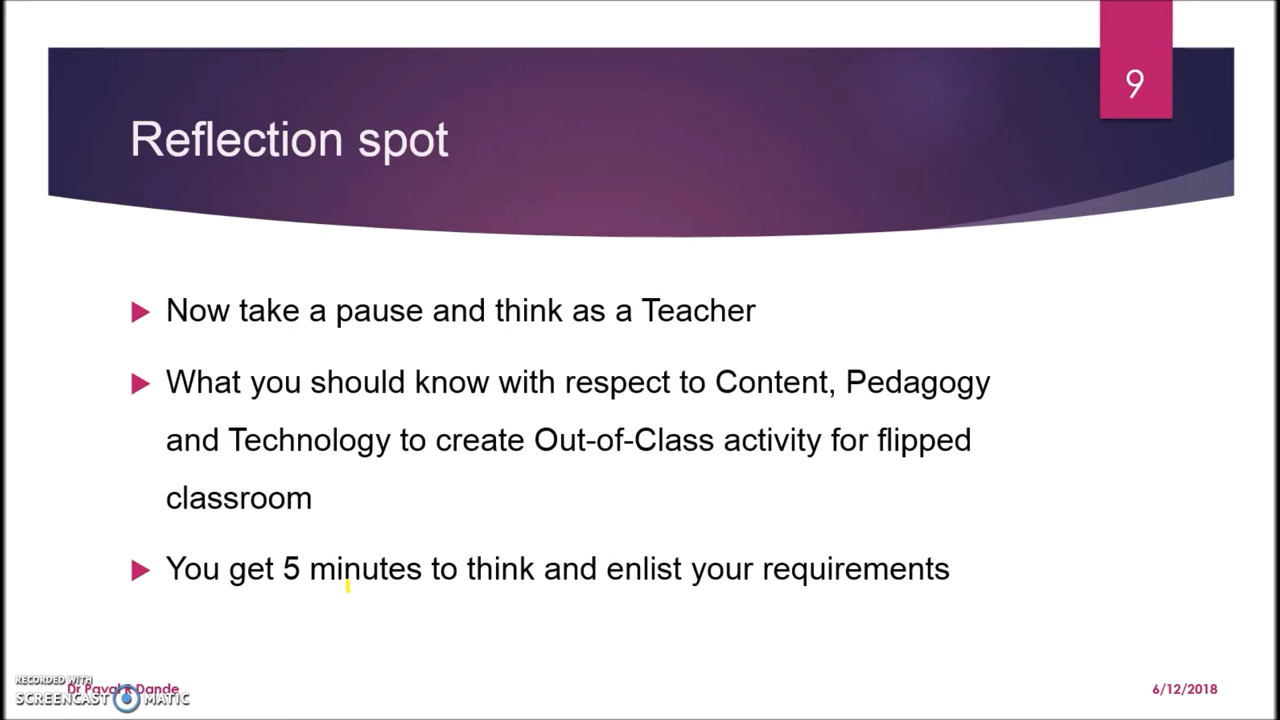 9
Reflection spot
Now take a pause and think as a Teacher
What you should know with respect to Content, Pedagogy
and Technology to create Out-of-Class activity for flipped
classroom
You get 5 minutes to think and enlist your requirements
RECORDED WITH
SCREENCAST MATIC
Dr Dande
6/12/2018